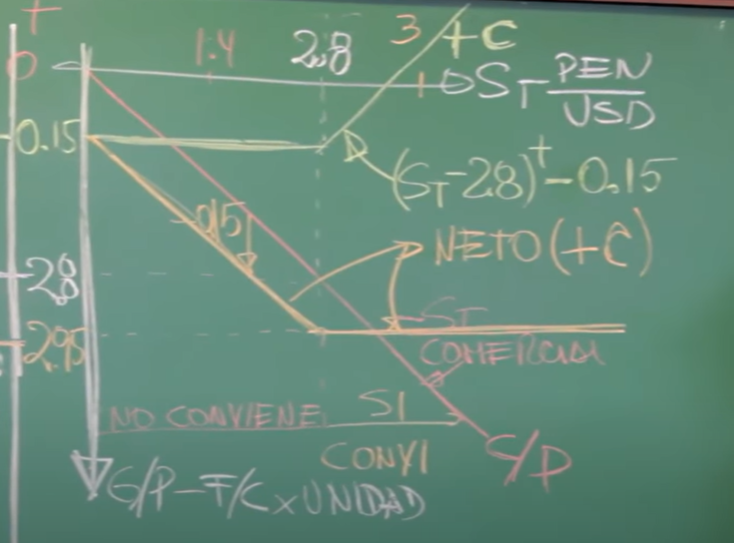 +
3 +C
1.4 2.8
0 S_T PEN/USD
-0.15
(S_T-2.8)⁺-0.15
-0.15
NETO (+C)
-2.8
-S_T
-2.95
COMERCIAL
NO CONVIENE SI
CONVI
S/P
G/P-F/C x UNIDAD